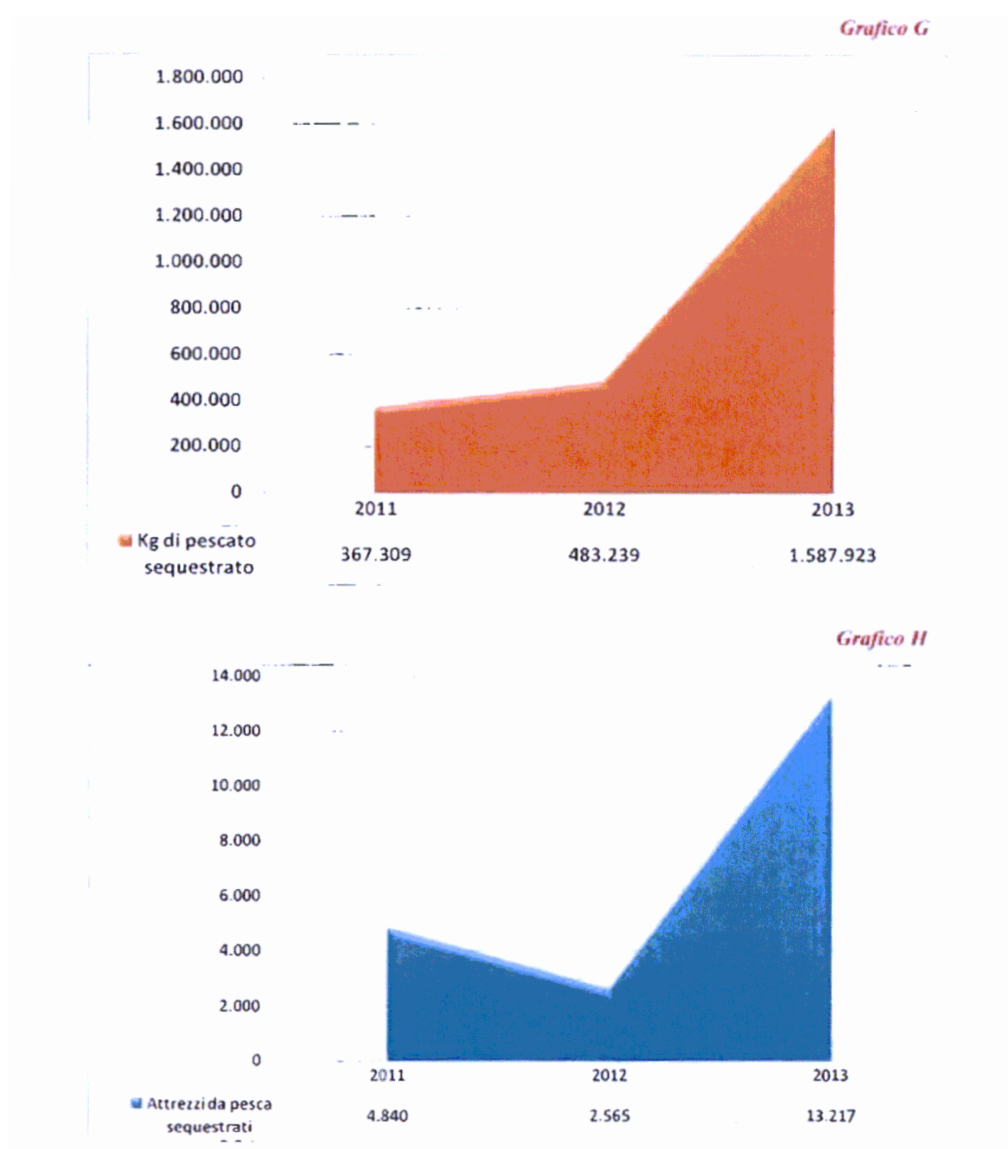 Grafico G
1.800.000
1.600.000
1.400.000
1.200.000
1.000.000
800.000
600.000
400.000
200.000
0
2011 2012 2013
Kg di pescato
sequestrato
367.309 483.239 1.587.923
Grafico H
14.000
12.000
10.000
8.000
6.000
4.000
2.000
0
2011 2012 2013
Attrezzi da pesca
sequestrati
4.840 2.565 13.217